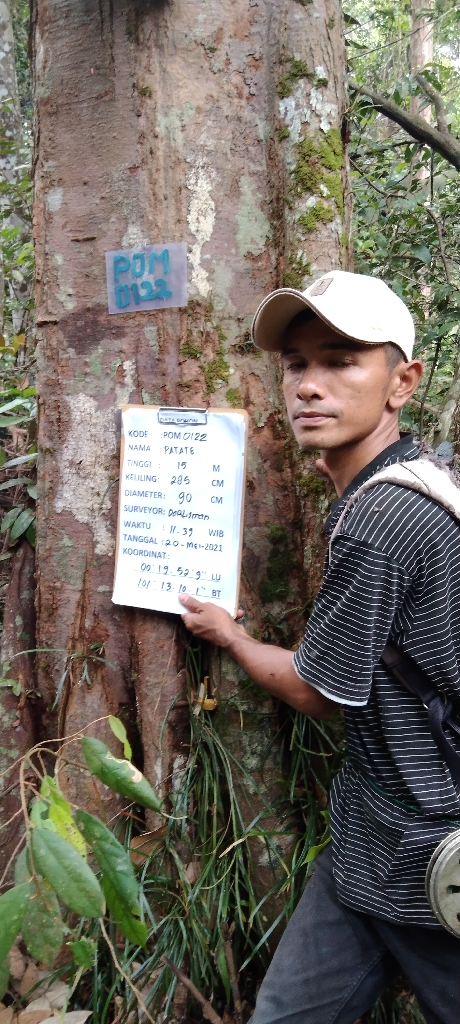 POM
0122
DATA POHON
KODE : POM 0122
NAMA : PATATE
TINGGI : 15 M
KELILING: 285 CM
DIAMETER: 90 CM
SURVEYOR: Doalisman
WAKTU : 11.39 WIB
TANGGAL : 20-MEI-2021
KOORDINAT:
00°19'52"9" LU
101°13'10"1" BT